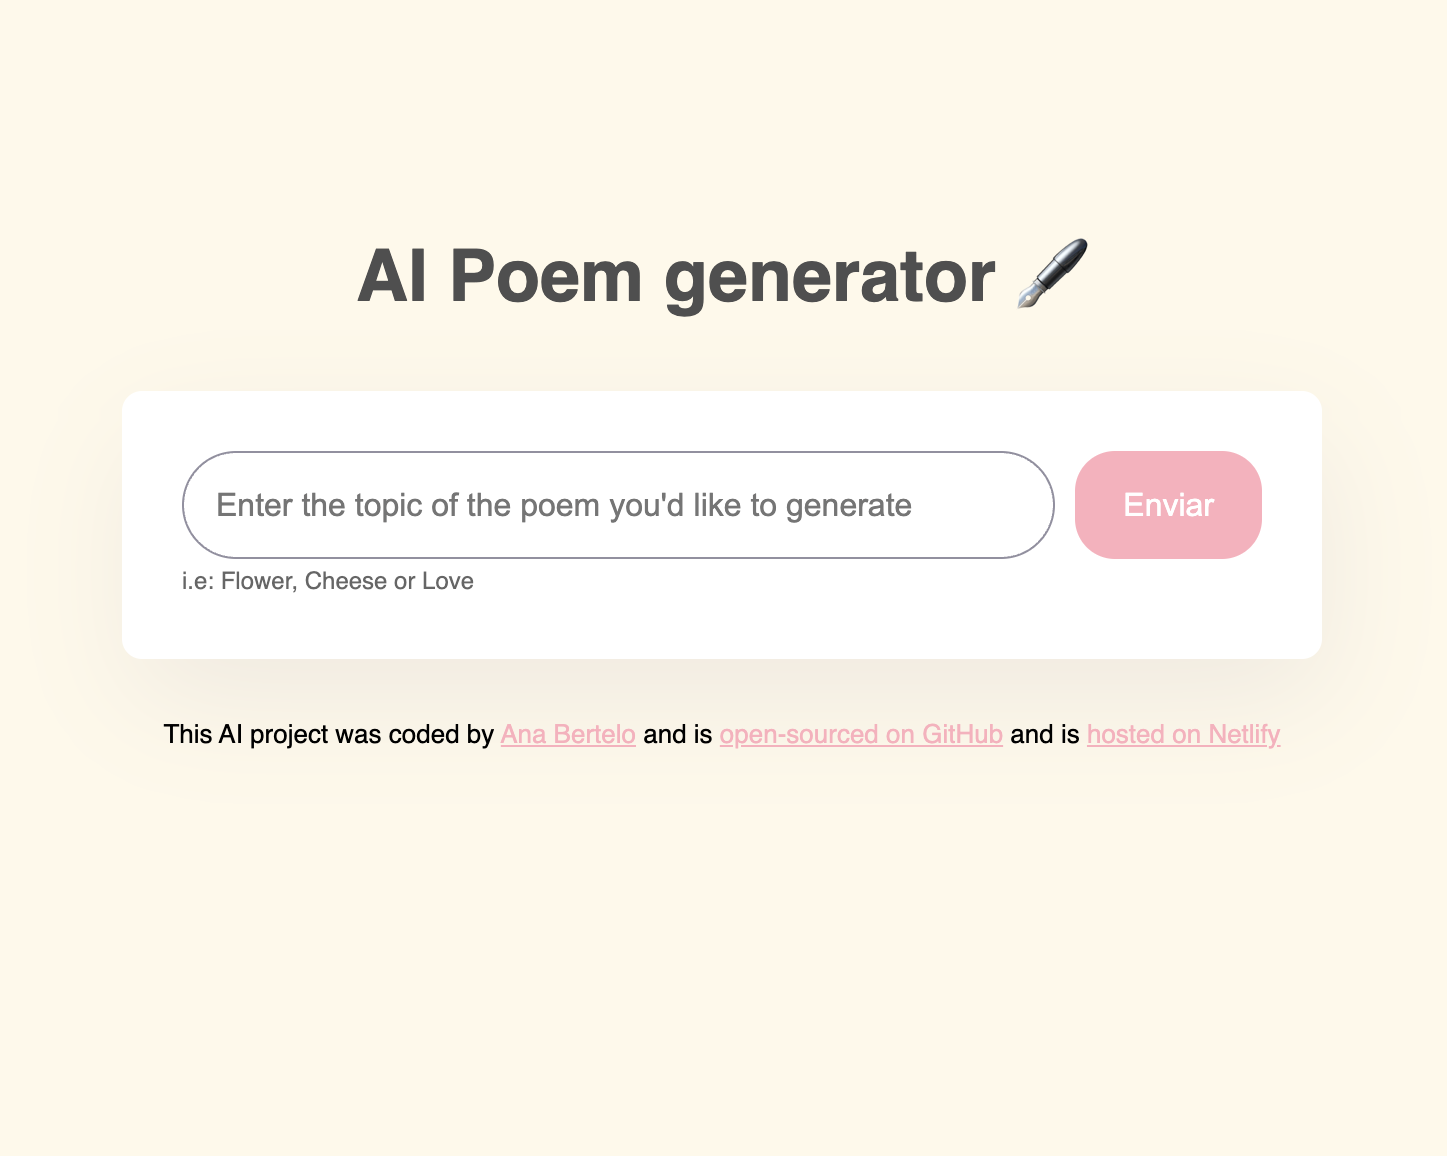 AI Poem generator 🖋️
Enter the topic of the poem you'd like to generate
Enviar
i.e: Flower, Cheese or Love
This AI project was coded by Ana Bertelo and is open-sourced on GitHub and is hosted on Netlify